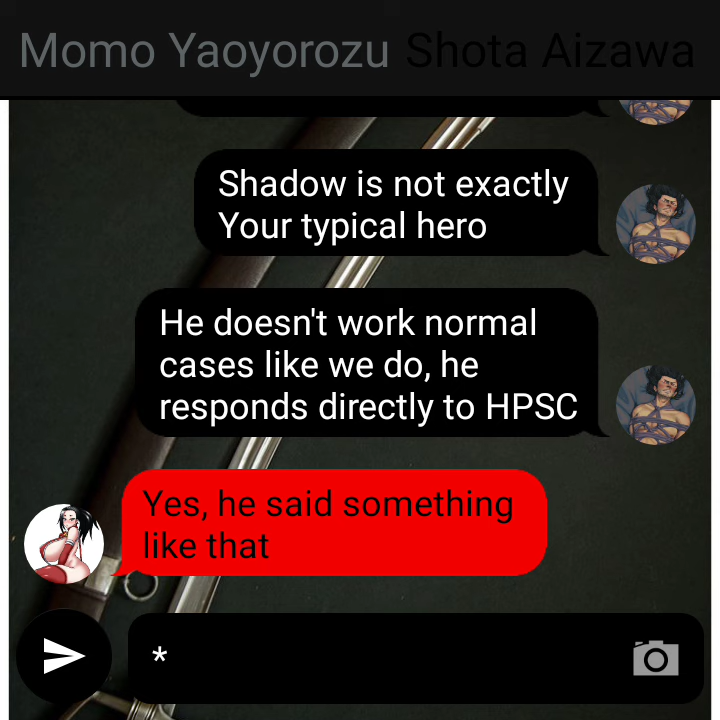 Momo Yaoyorozu Shota Aizawa
Shadow is not exactly
Your typical hero
He doesn't work normal
cases like we do, he
responds directly to HPSC
Yes, he said something
like that
*